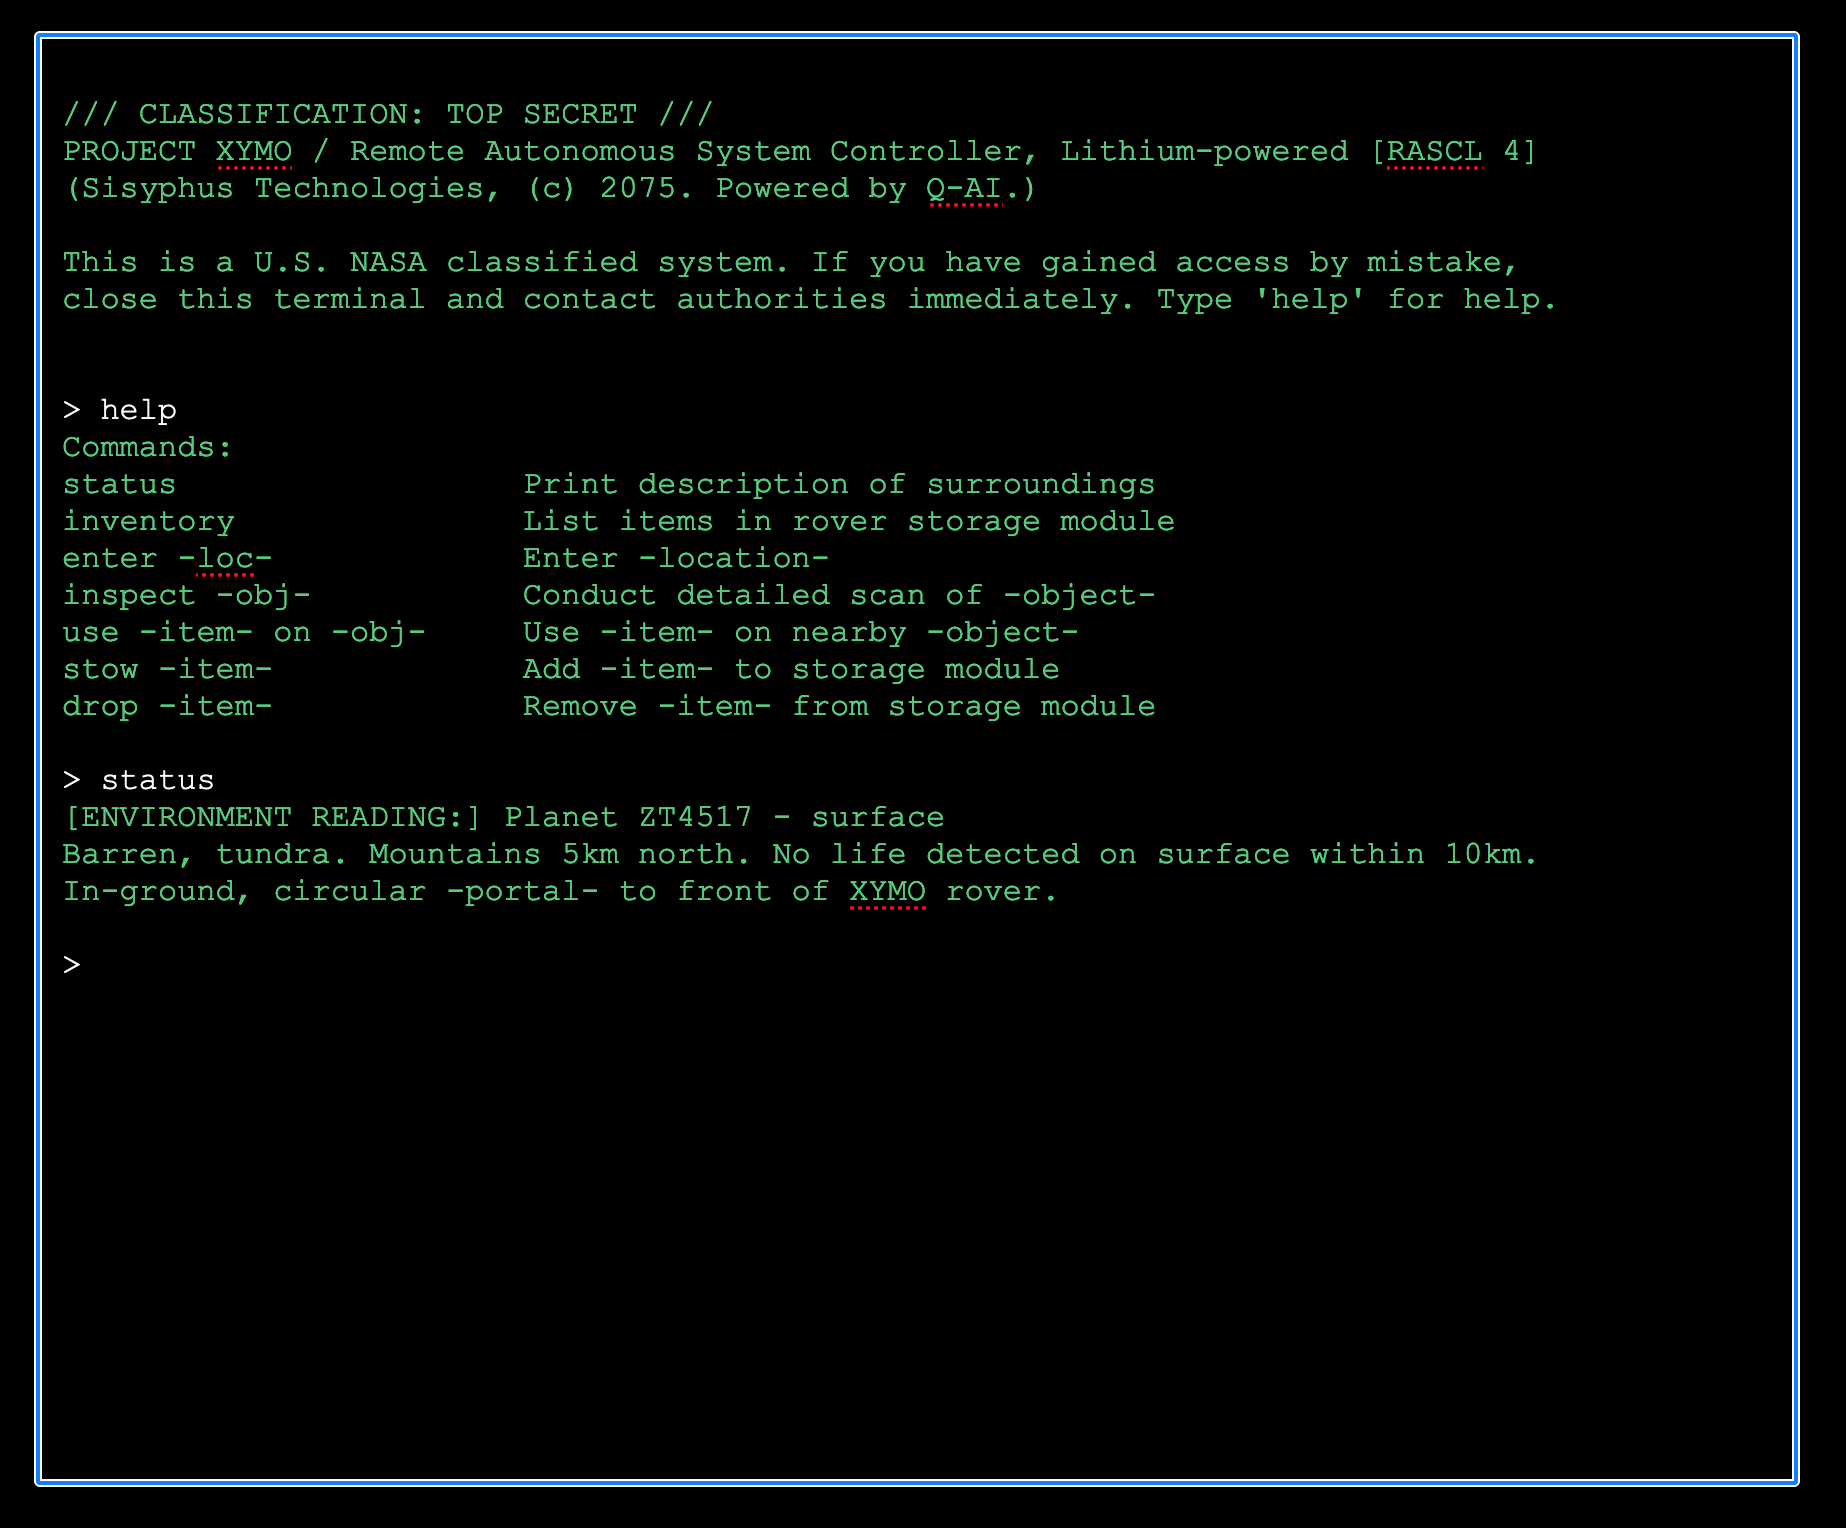 /// CLASSIFICATION: TOP SECRET ///
PROJECT XYMO / Remote Autonomous System Controller, Lithium-powered [RASCL 4]
(Sisyphus Technologies, (c) 2075. Powered by Q-AI.)
This is a U.S. NASA classified system. If you have gained access by mistake,
close this terminal and contact authorities immediately. Type 'help' for help.
> help
Commands:
status Print description of surroundings
inventory List items in rover storage module
enter -loc- Enter -location-
inspect -obj- Conduct detailed scan of -object-
use -item- on -obj- Use -item- on nearby -object-
stow -item- Add -item- to storage module
drop -item- Remove -item- from storage module
> status
[ENVIRONMENT READING:] Planet ZT4517 - surface
Barren, tundra. Mountains 5km north. No life detected on surface within 10km.
In-ground, circular -portal- to front of XYMO rover.
>